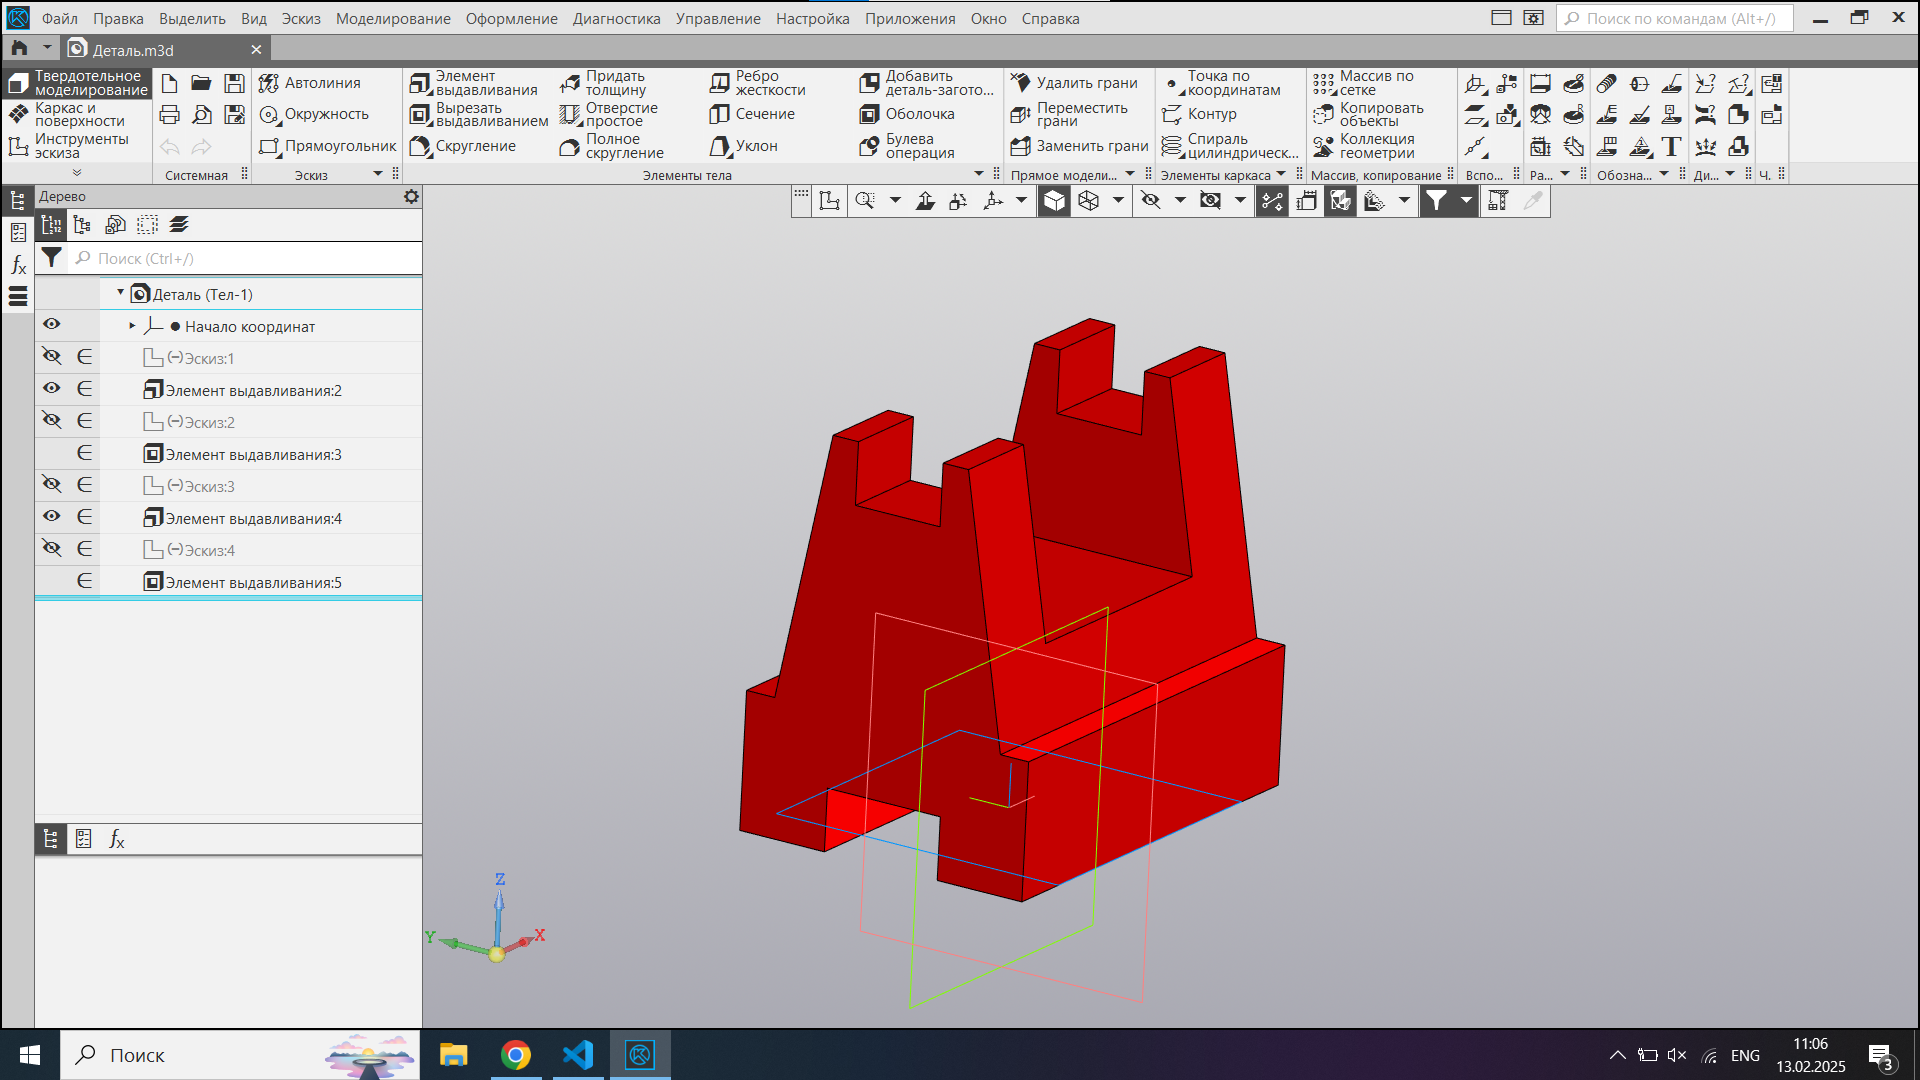 Файл Правка Выделить Вид Эскиз Моделирование Оформление Диагностика Управление Настройка Приложения Окно Справка Поиск по командам (Alt+/)
Деталь.m3d
Твердотельное моделирование
Каркас и поверхности
Инструменты эскиза
Системная
Автолиния
Окружность
Прямоугольник
Эскиз
Элемент выдавливания
Вырезать выдавливанием
Скругление
Придать толщину
Отверстие простое
Полное скругление
Ребро жесткости
Сечение
Уклон
Добавить деталь-загото...
Оболочка
Булева операция
Элементы тела
Удалить грани
Переместить грани
Заменить грани
Прямое модели...
Точка по координатам
Контур
Спираль цилиндрическ...
Элементы каркаса
Массив по сетке
Копировать объекты
Коллекция геометрии
Массив, копирование
Вспо...
Ра...
Обозна...
Ди...
Ч.
Дерево
Поиск (Ctrl+/)
Деталь (Тел-1)
Начало координат
(−)Эскиз:1
Элемент выдавливания:2
(−)Эскиз:2
Элемент выдавливания:3
(−)Эскиз:3
Элемент выдавливания:4
(−)Эскиз:4
Элемент выдавливания:5
Z
Y
X
Поиск
ENG
11:06
13.02.2025
3